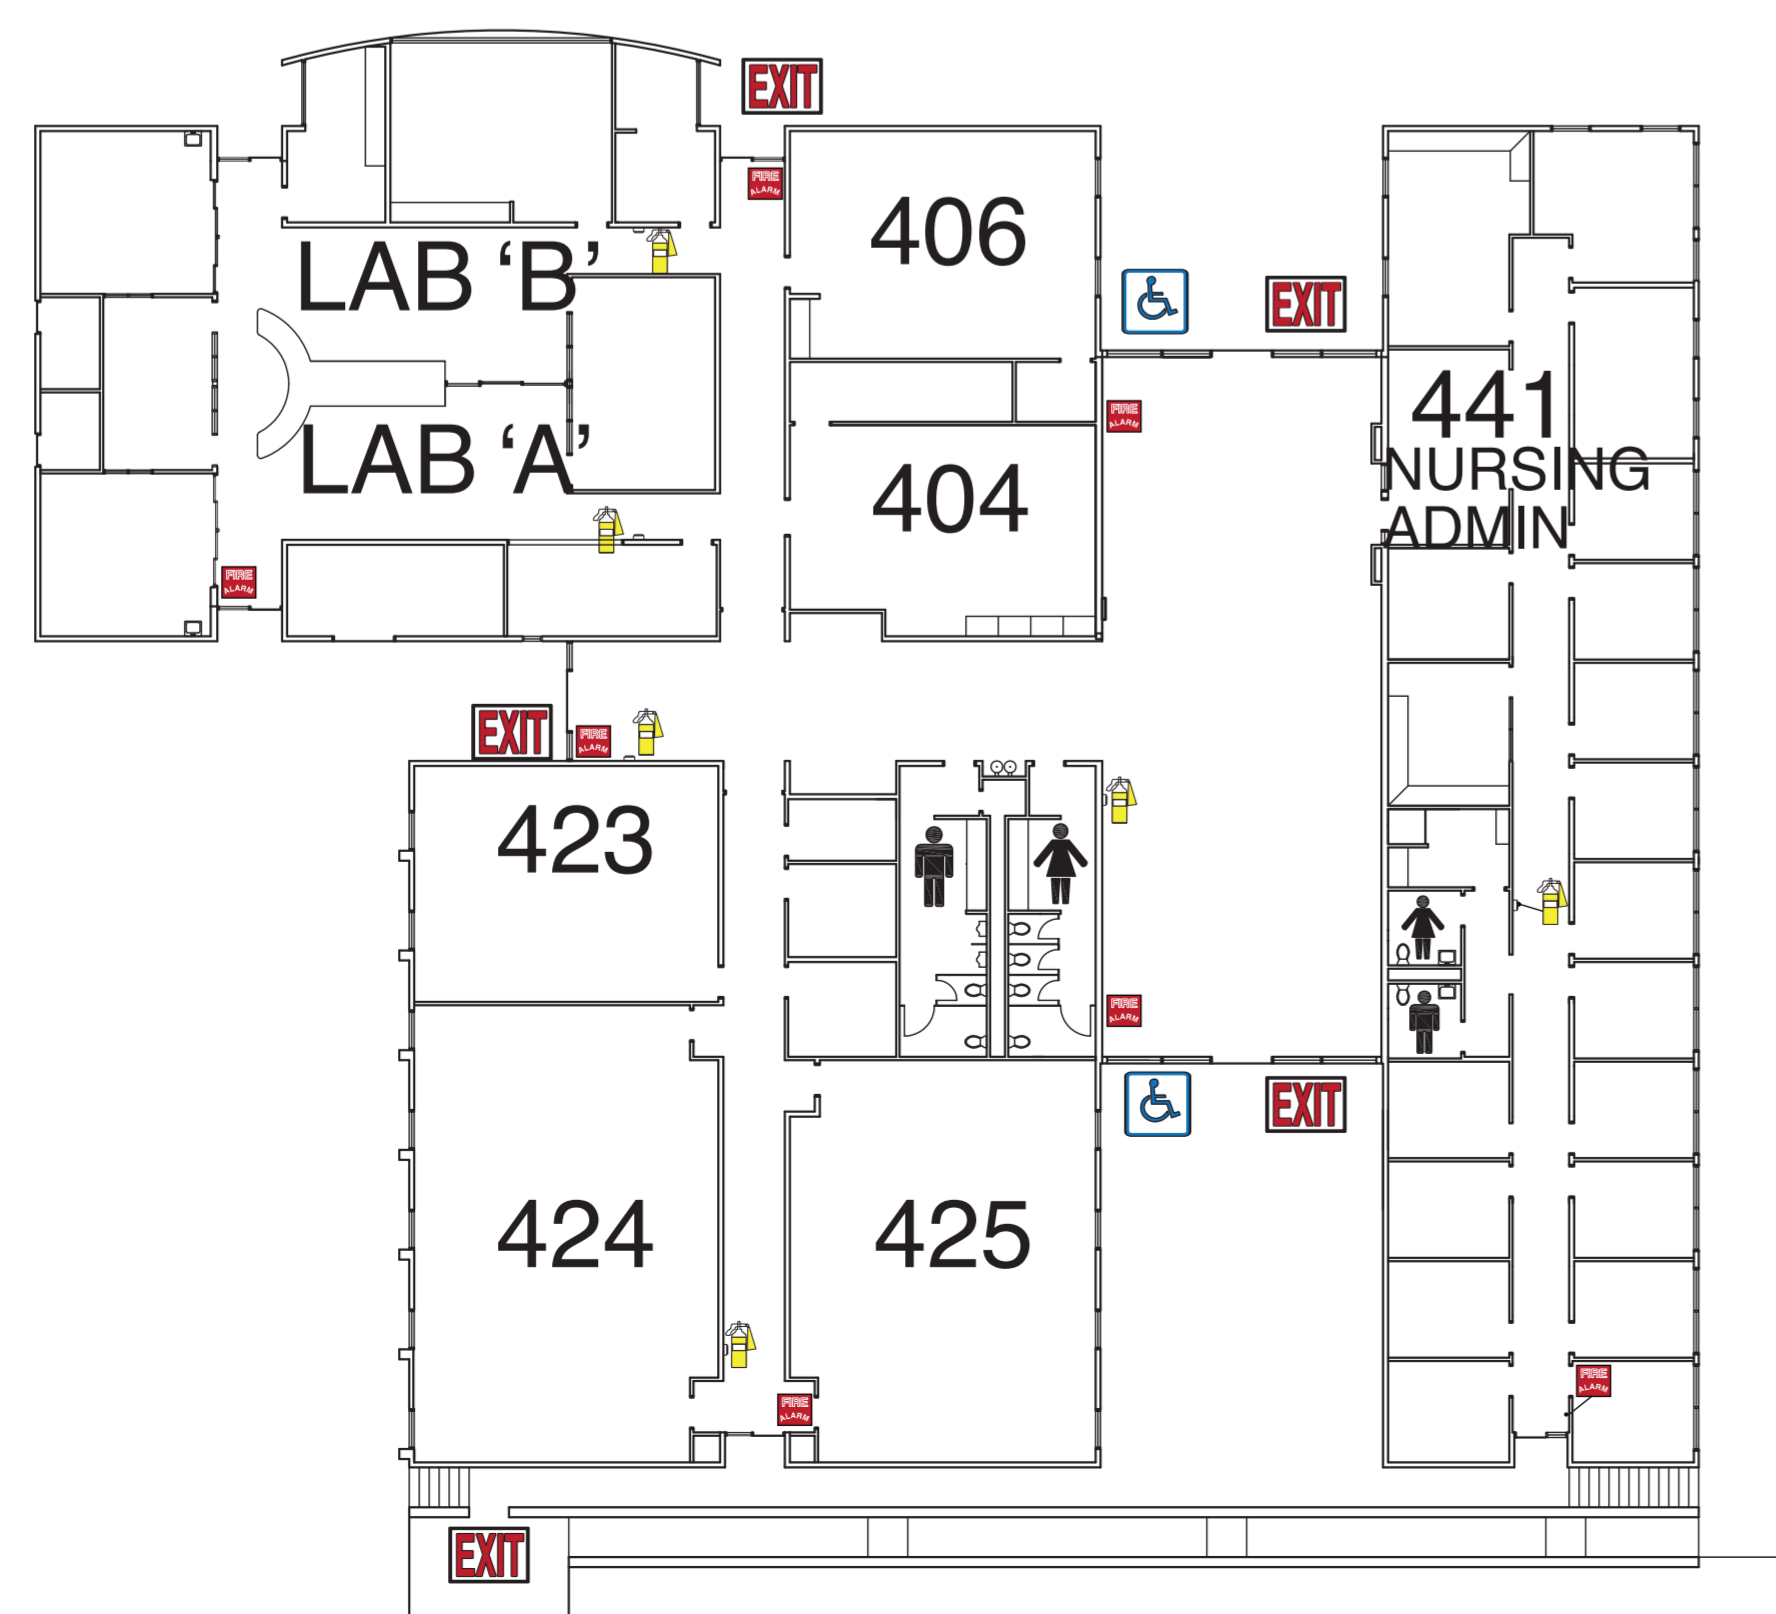 EXIT
FIRE
ALARM
406
LAB ‘B’
EXIT
FIRE
ALARM
441
NURSING
ADMIN
LAB ‘A’
404
FIRE
ALARM
EXIT
FIRE
ALARM
423
FIRE
ALARM
EXIT
424
425
FIRE
ALARM
FIRE
ALARM
EXIT